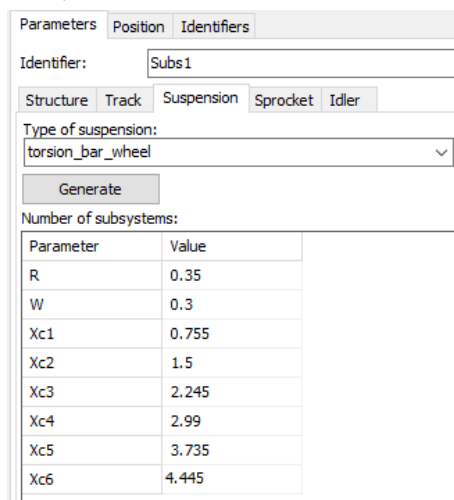 Parameters Position Identifiers
Identifier: Subs1
Structure Track Suspension Sprocket Idler
Type of suspension:
torsion_bar_wheel
Generate
Number of subsystems:
Parameter Value
R 0.35
W 0.3
Xc1 0.755
Xc2 1.5
Xc3 2.245
Xc4 2.99
Xc5 3.735
Xc6 4.445